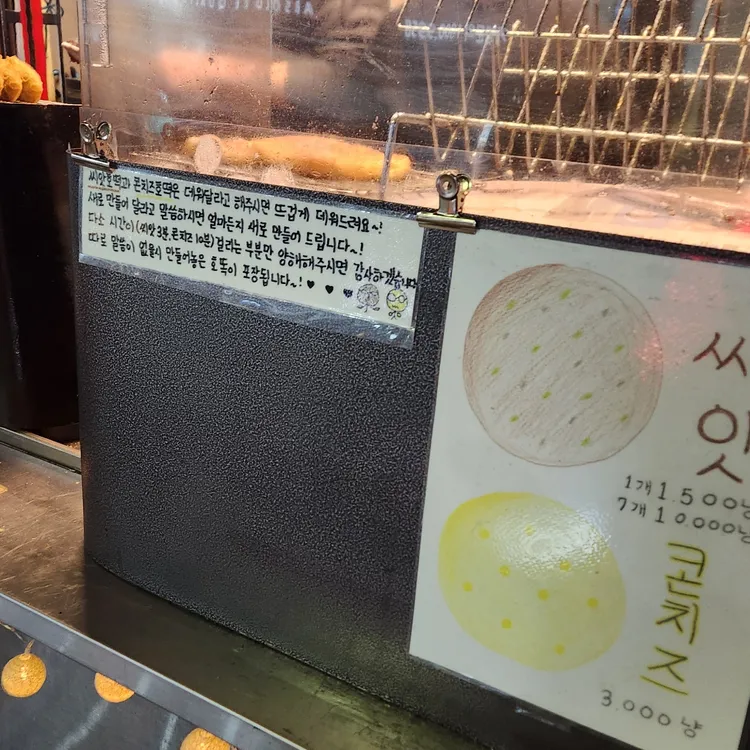 씨앗호떡과 콘치즈호떡은 데워달라고 해주시면 뜨겁게 데워드려요~!
새로 만들어 달라고 말씀하시면 얼마든지 새로 만들어 드립니다~!
다소 시간이 (씨앗 3분, 콘치즈 10분) 걸리는 부분만 양해해주시면 감사하겠습니다
따로 말씀이 없을시 만들어놓은 호떡이 포장됩니다~! ♥ ♥ ♥
씨앗
1개 1.500냥
7개 10.000냥
콘치즈
3.000냥